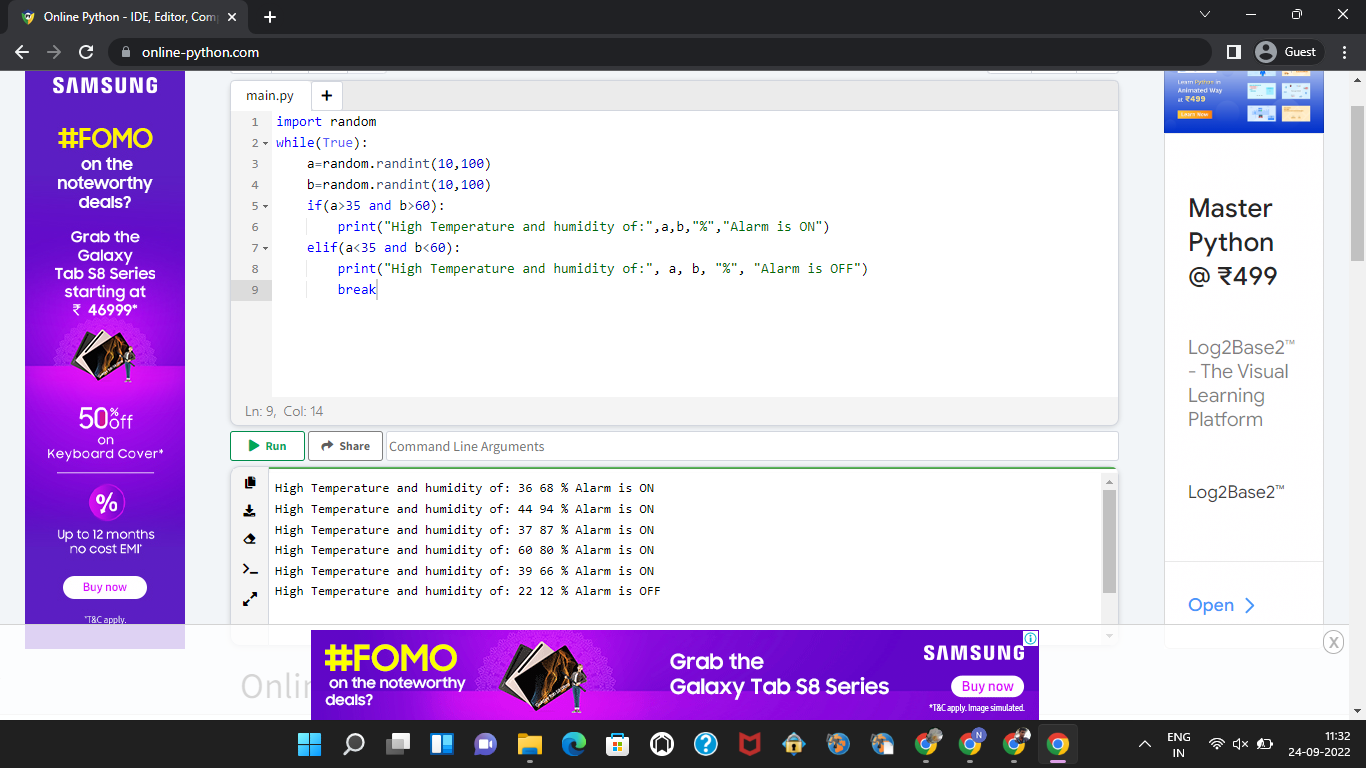 Online Python - IDE, Editor, Com
online-python.com
Guest
SAMSUNG
#FOMO
on the
noteworthy
deals?
Grab the
Galaxy
Tab S8 Series
starting at
₹ 46999*
50% off
on
Keyboard Cover*
%
Up to 12 months
no cost EMI*
Buy now
*T&C apply.
main.py
+
1 import random
2 while(True):
3 a=random.randint(10,100)
4 b=random.randint(10,100)
5 if(a>35 and b>60):
6 print("High Temperature and humidity of:",a,b,"%","Alarm is ON")
7 elif(a<35 and b<60):
8 print("High Temperature and humidity of:", a, b, "%", "Alarm is OFF")
9 break
Ln: 9, Col: 14
Run
Share
Command Line Arguments
High Temperature and humidity of: 36 68 % Alarm is ON
High Temperature and humidity of: 44 94 % Alarm is ON
High Temperature and humidity of: 37 87 % Alarm is ON
High Temperature and humidity of: 60 80 % Alarm is ON
High Temperature and humidity of: 39 66 % Alarm is ON
High Temperature and humidity of: 22 12 % Alarm is OFF
Learn Python in
Animated Way
at ₹499
Learn Now
Master
Python
@ ₹499
Log2Base2™
- The Visual
Learning
Platform
Log2Base2™
Open
X
#FOMO
on the noteworthy
deals?
Grab the
Galaxy Tab S8 Series
SAMSUNG
Buy now
*T&C apply. Image simulated.
N
ENG
IN
11:32
24-09-2022